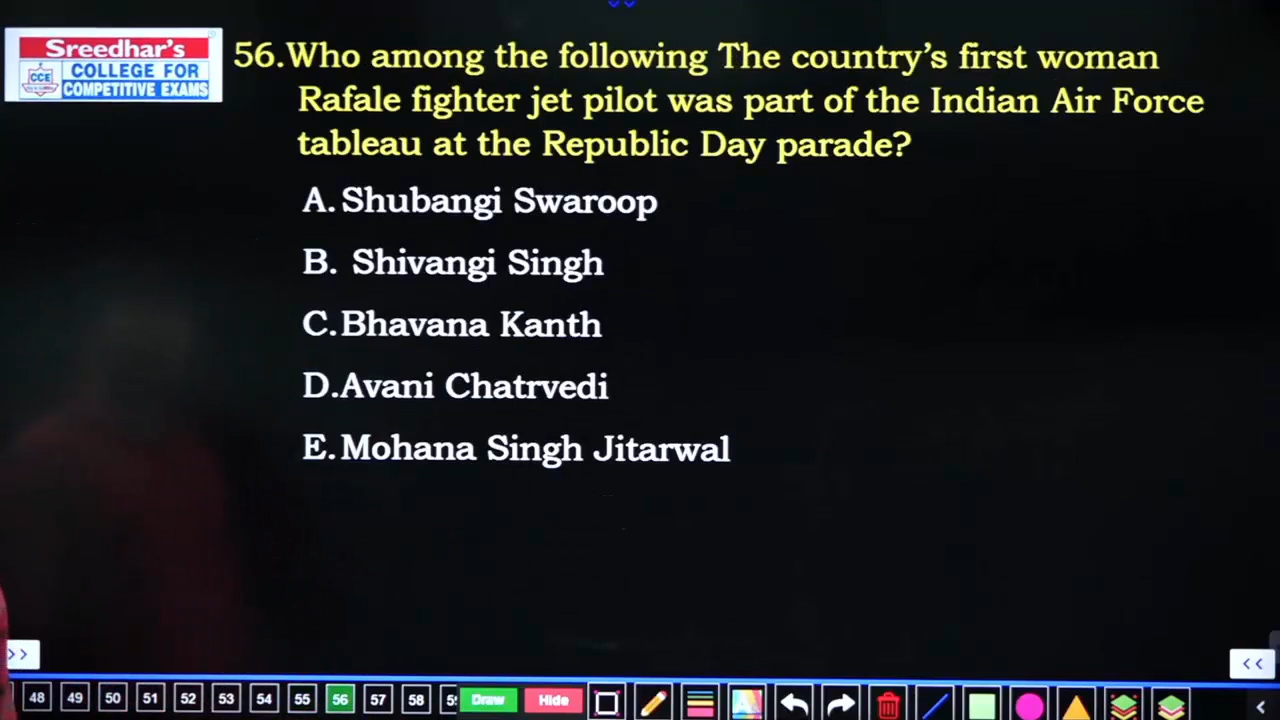 Sreedhar's
CCE
COLLEGE FOR
COMPETITIVE EXAMS
56.Who among the following The country's first woman
Rafale fighter jet pilot was part of the Indian Air Force
tableau at the Republic Day parade?
A. Shubangi Swaroop
B. Shivangi Singh
C. Bhavana Kanth
D. Avani Chatrvedi
E. Mohana Singh Jitarwal
>>
<<
48 49 50 51 52 53 54 55 56 57 58 Draw Hide A <